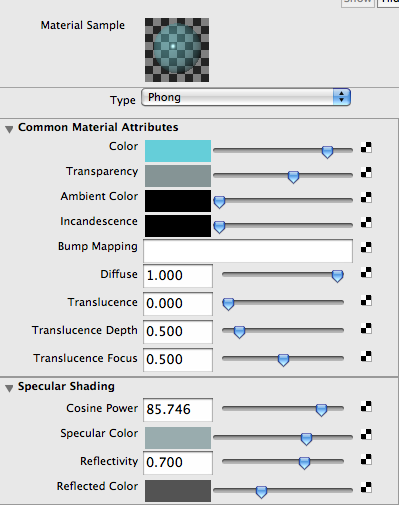 Show
Material Sample
Type Phong
Common Material Attributes
Color
Transparency
Ambient Color
Incandescence
Bump Mapping
Diffuse 1.000
Translucence 0.000
Translucence Depth 0.500
Translucence Focus 0.500
Specular Shading
Cosine Power 85.746
Specular Color
Reflectivity 0.700
Reflected Color